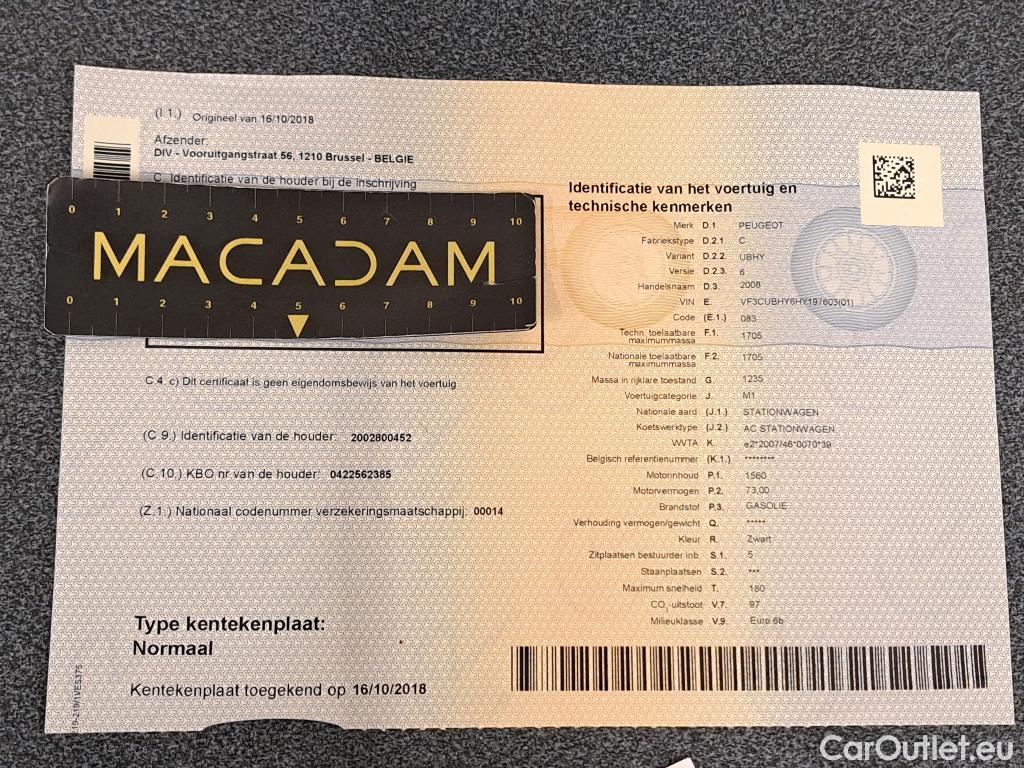 (I.1.) Origineel van 16/10/2018
Afzender:
DIV - Vooruitgangstraat 56, 1210 Brussel - BELGIE
C. Identificatie van de houder bij de inschrijving
0 1 2 3 4 5 6 7 8 9 10
MACADAM
0 1 2 3 4 5 6 7 8 9 10
C.4. c) Dit certificaat is geen eigendomsbewijs van het voertuig
(C.9.) Identificatie van de houder: 2002800452
(C.10.) KBO nr van de houder: 0422562385
(Z.1.) Nationaal codenummer verzekeringsmaatschappij: 00014
Type kentekenplaat:
Normaal
Kentekenplaat toegekend op 16/10/2018
Identificatie van het voertuig en
technische kenmerken
Merk D.1. PEUGEOT
Fabriekstype D.2.1. C
Variant D.2.2. UBHY
Versie D.2.3. 6
Handelsnaam D.3. 2008
VIN E. VF3CUBHY6HY197603(01)
Code (E.1.) 083
Techn. toelaatbare F.1. 1705
maximummassa
Nationale toelaatbare F.2. 1705
maximummassa
Massa in rijklare toestand G. 1235
Voertuigcategorie J. M1
Nationale aard (J.1.) STATIONWAGEN
Koetswerktype (J.2.) AC STATIONWAGEN
WVTA K. e2*2007/46*0070*39
Belgisch referentienummer (K.1.) ********
Motorinhoud P.1. 1560
Motorvermogen P.2. 73,00
Brandstof P.3. GASOLIE
Verhouding vermogen/gewicht Q. *****
Kleur R. Zwart
Zitplaatsen bestuurder inb. S.1. 5
Staanplaatsen S.2. ***
Maximum snelheid T. 180
CO2-uitstoot V.7. 97
Milieuklasse V.9. Euro 6b
CarOutlet.eu